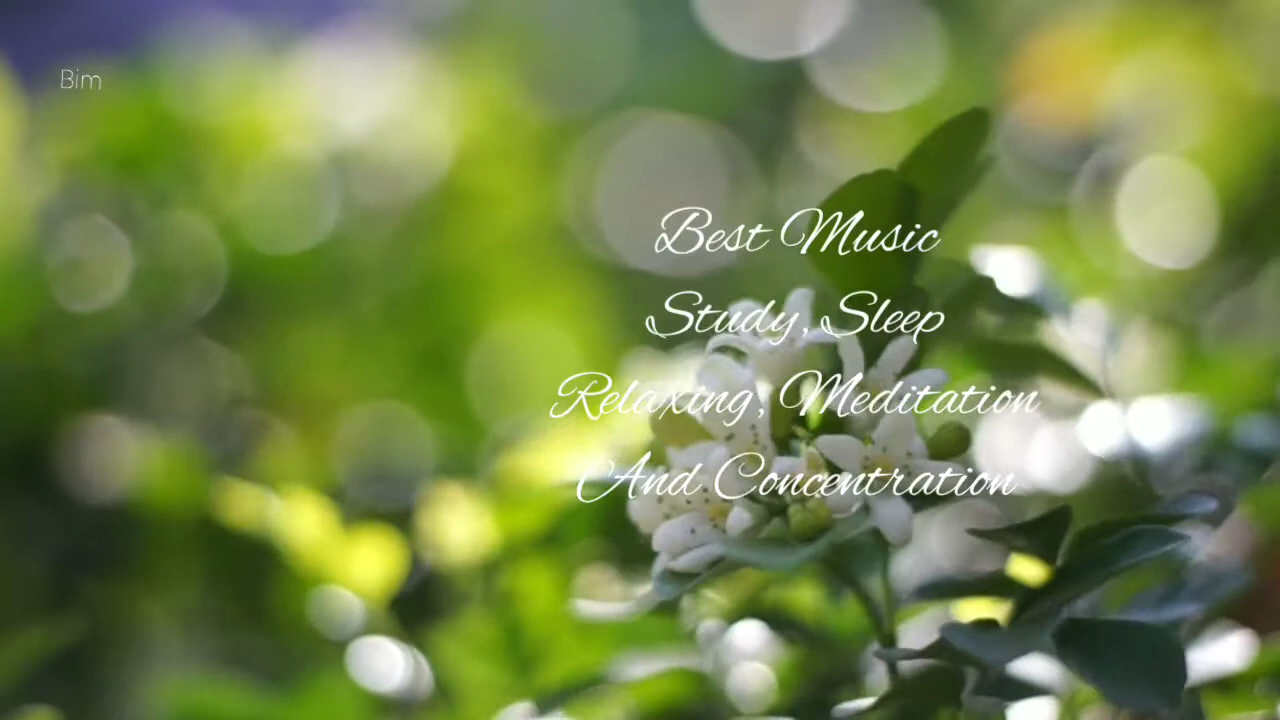 Bim
Best Music
Study, Sleep
Relaxing, Meditation
And Concentration